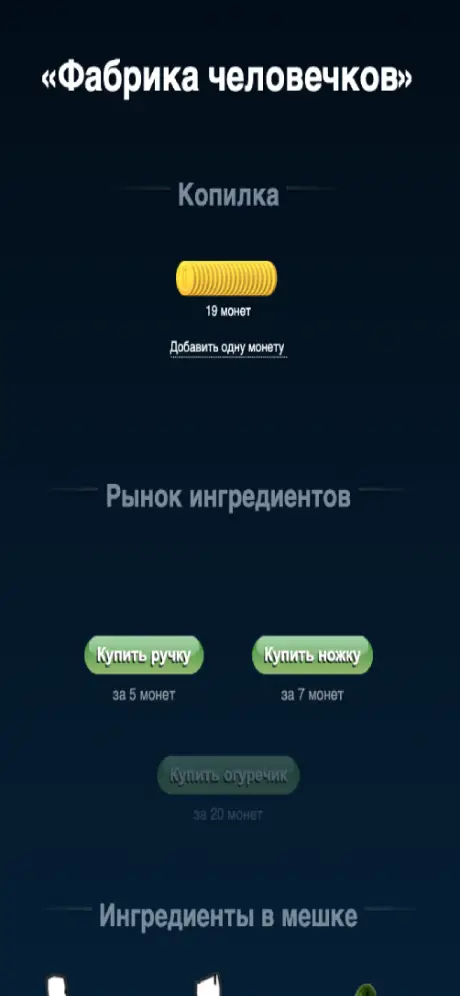 «Фабрика человечков»
Копилка
19 монет
Добавить одну монету
Рынок ингредиентов
Купить ручку
Купить ножку
за 5 монет
за 7 монет
Купить огуречик
за 20 монет
Ингредиенты в мешке